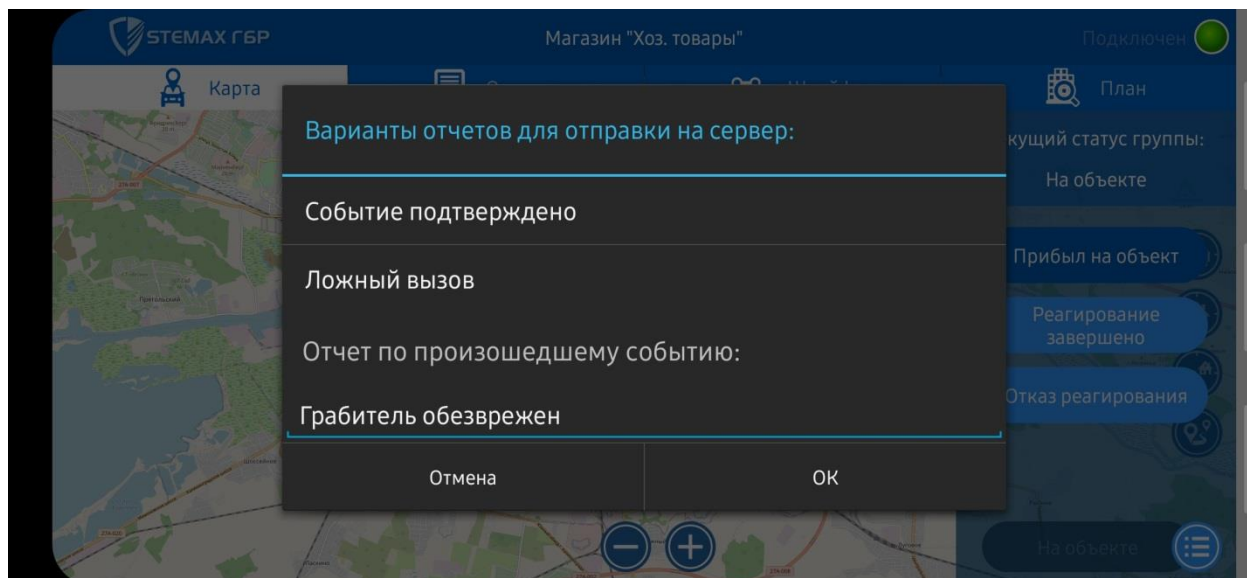 STEMAX ГБР
Магазин "Хоз. товары"
Подключен
Карта
План
Варианты отчетов для отправки на сервер:
кущий статус группы:
На объекте
Событие подтверждено
Прибыл на объект
Ложный вызов
Реагирование
завершено
Отчет по произошедшему событию:
Отказ реагирования
Грабитель обезврежен
Отмена
ОК
На объекте